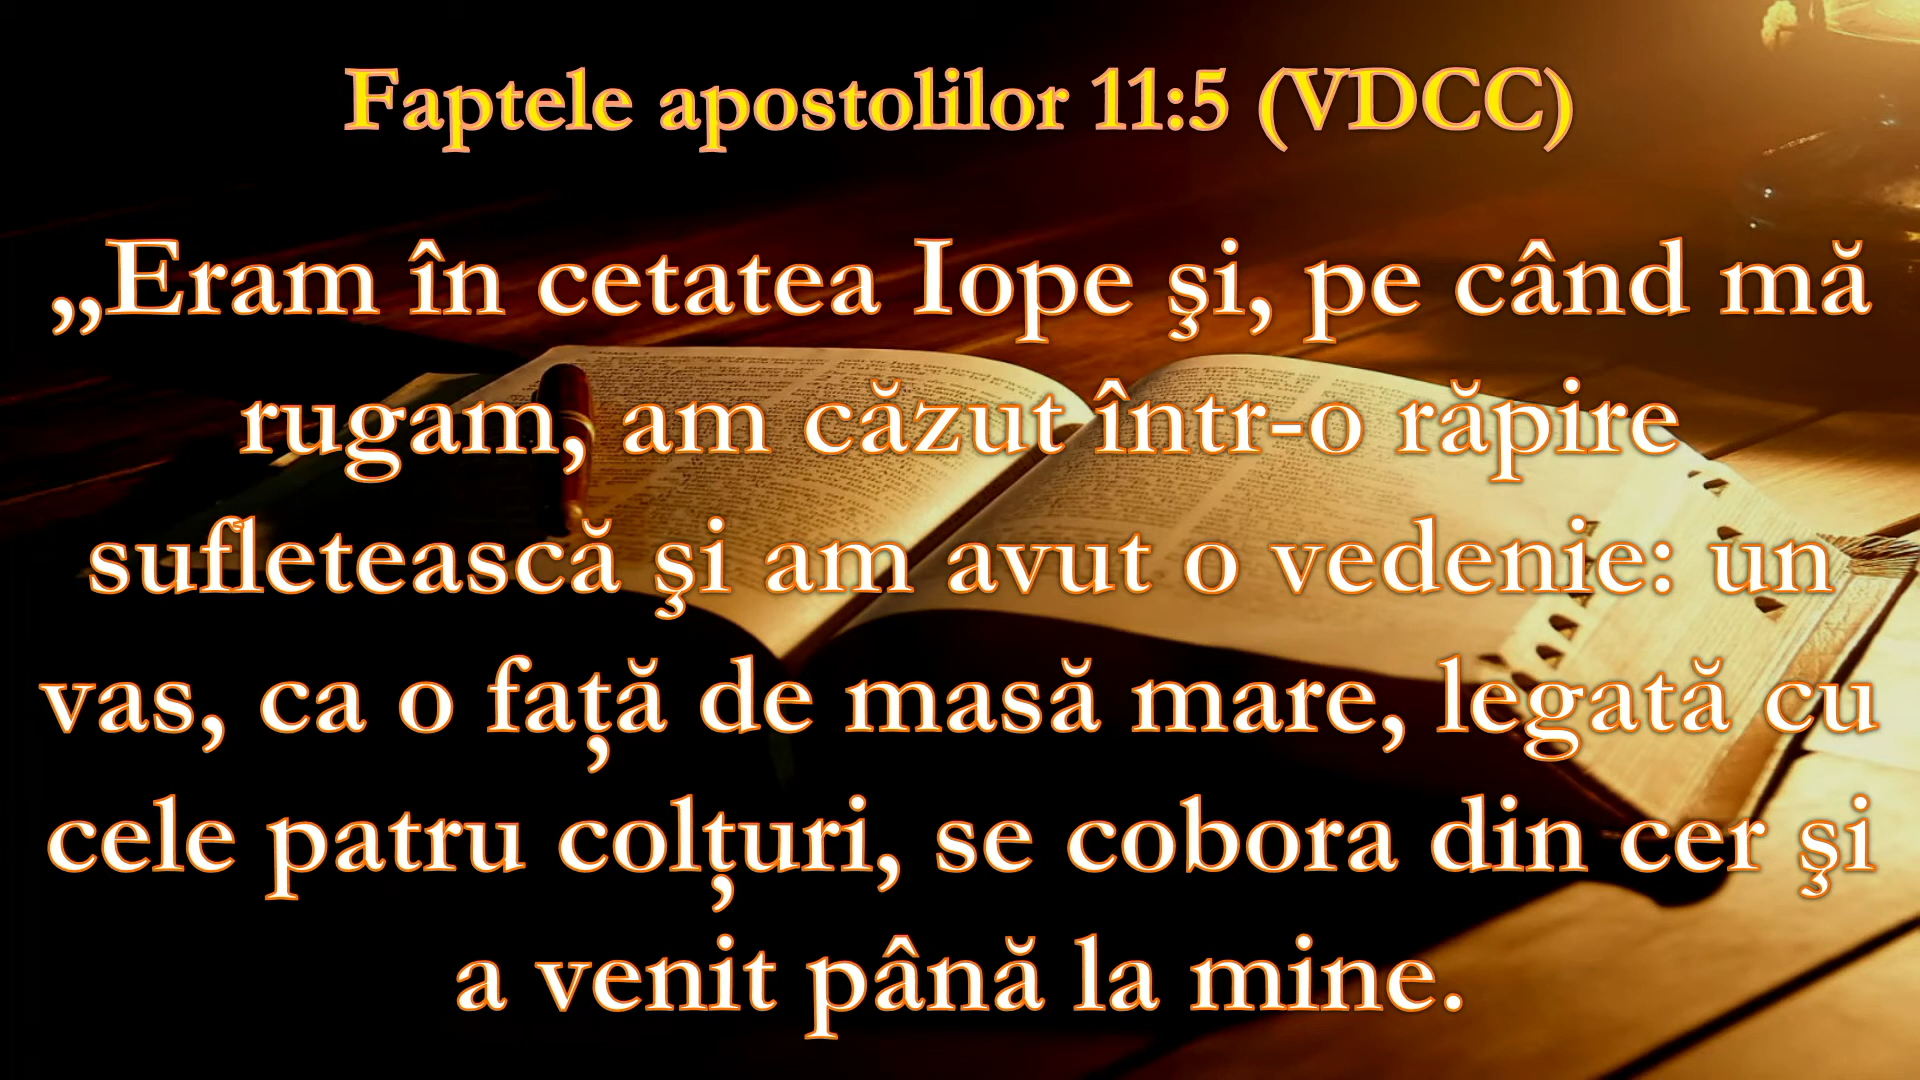 Faptele apostolilor 11:5 (VDCC)
„Eram în cetatea Iope şi, pe când mă
rugam, am căzut într-o răpire
sufletească şi am avut o vedenie: un
vas, ca o faţă de masă mare, legată cu
cele patru colţuri, se cobora din cer şi
a venit până la mine.